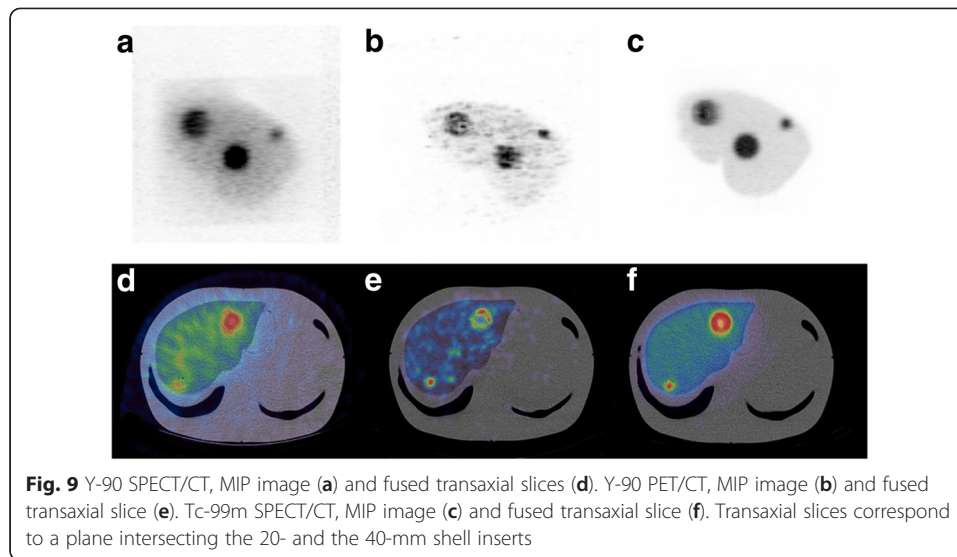 a b c
d e f
Fig. 9 Y-90 SPECT/CT, MIP image (a) and fused transaxial slices (d). Y-90 PET/CT, MIP image (b) and fused
transaxial slice (e). Tc-99m SPECT/CT, MIP image (c) and fused transaxial slice (f). Transaxial slices correspond
to a plane intersecting the 20- and the 40-mm shell inserts